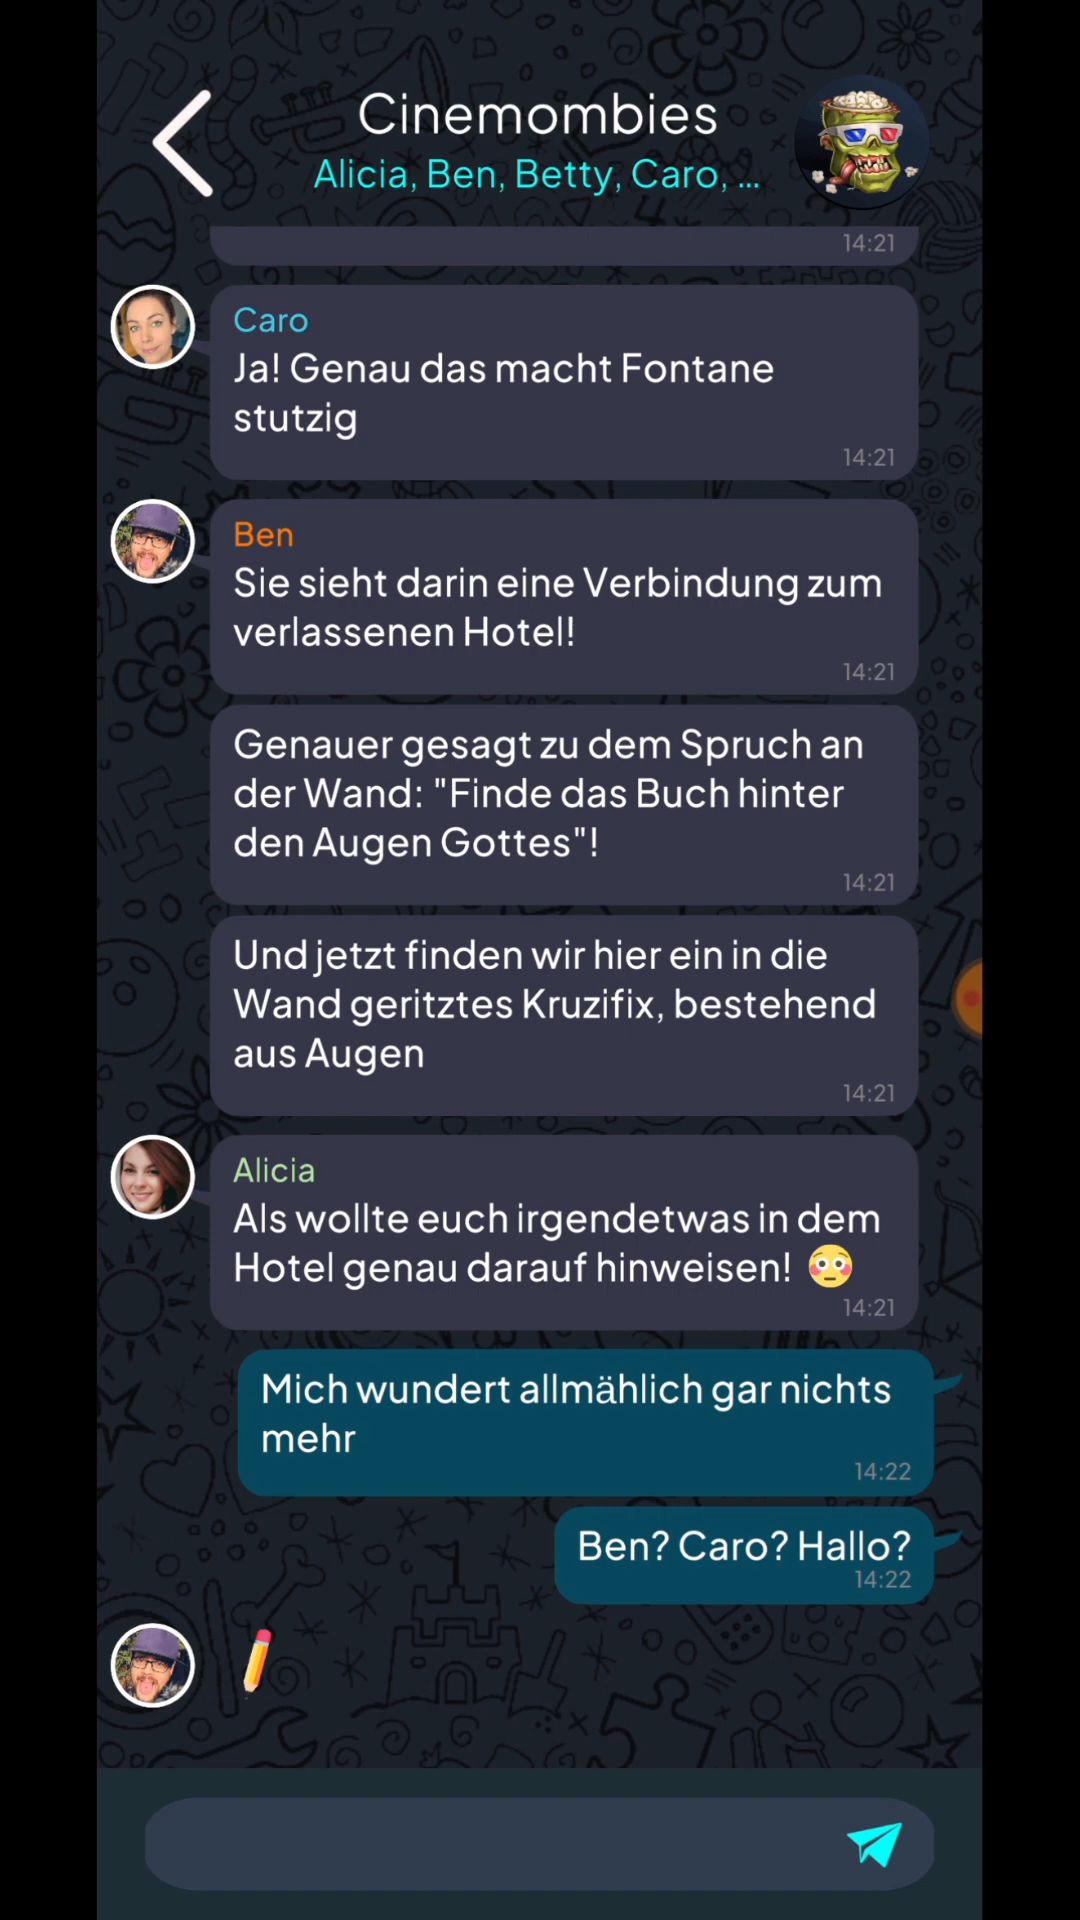 Cinemombies
Alicia, Ben, Betty, Caro, ...
14:21
Caro
Ja! Genau das macht Fontane
stutzig
14:21
Ben
Sie sieht darin eine Verbindung zum
verlassenen Hotel!
14:21
Genauer gesagt zu dem Spruch an
der Wand: "Finde das Buch hinter
den Augen Gottes"!
14:21
Und jetzt finden wir hier ein in die
Wand geritztes Kruzifix, bestehend
aus Augen
14:21
Alicia
Als wollte euch irgendetwas in dem
Hotel genau darauf hinweisen! 😳
14:21
Mich wundert allmählich gar nichts
mehr
14:22
Ben? Caro? Hallo?
14:22